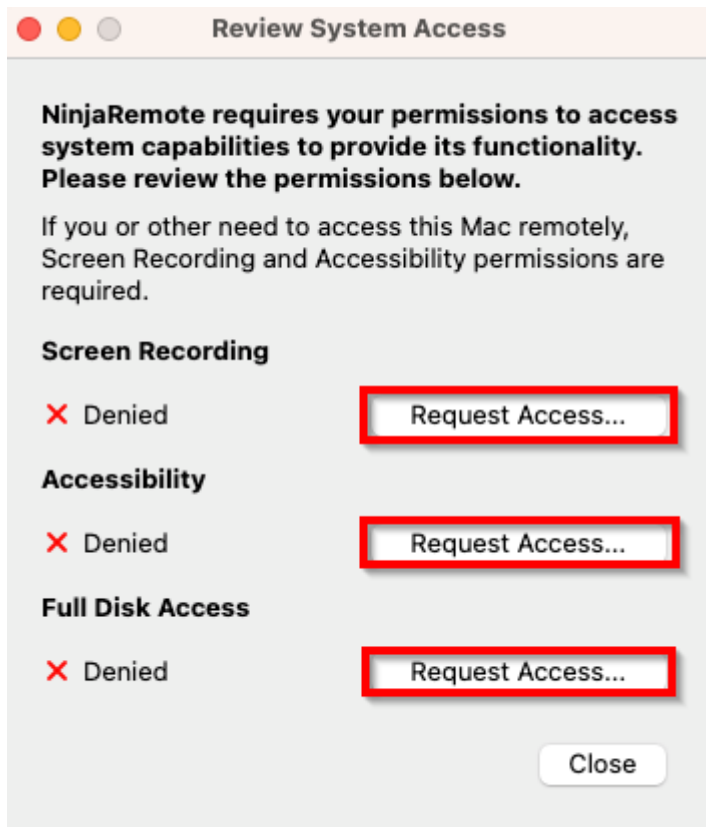 Review System Access
NinjaRemote requires your permissions to access
system capabilities to provide its functionality.
Please review the permissions below.
If you or other need to access this Mac remotely,
Screen Recording and Accessibility permissions are
required.
Screen Recording
Denied
Request Access...
Accessibility
Denied
Request Access...
Full Disk Access
Denied
Request Access...
Close